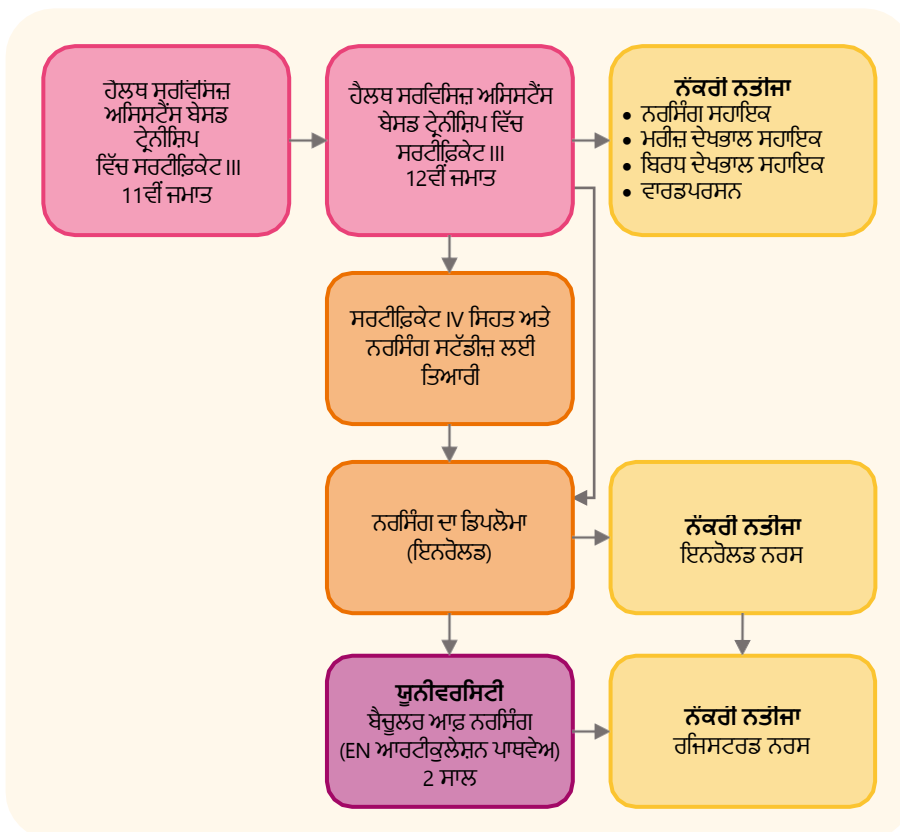 ਹੈਲਥ ਸਰਵਿਸਿਜ਼
ਅਸਿਸਟੈਂਸ ਬੇਸਡ
ਟ੍ਰੇਨੀਸ਼ਿਪ
ਵਿੱਚ ਸਰਟੀਫ਼ਿਕੇਟ III
11ਵੀਂ ਜਮਾਤ
ਹੈਲਥ ਸਰਵਿਸਿਜ਼ ਅਸਿਸਟੈਂਸ
ਬੇਸਡ ਟ੍ਰੇਨੀਸ਼ਿਪ ਵਿੱਚ
ਸਰਟੀਫ਼ਿਕੇਟ III
12ਵੀਂ ਜਮਾਤ
ਨੌਕਰੀ ਨਤੀਜਾ
• ਨਰਸਿੰਗ ਸਹਾਇਕ
• ਮਰੀਜ਼ ਦੇਖਭਾਲ ਸਹਾਇਕ
• ਬਿਰਧ ਦੇਖਭਾਲ ਸਹਾਇਕ
• ਵਾਰਡਪਰਸਨ
ਸਰਟੀਫ਼ਿਕੇਟ IV ਸਿਹਤ ਅਤੇ
ਨਰਸਿੰਗ ਸਟੱਡੀਜ਼ ਲਈ
ਤਿਆਰੀ
ਨਰਸਿੰਗ ਦਾ ਡਿਪਲੋਮਾ
(ਇਨਰੋਲਡ)
ਨੌਕਰੀ ਨਤੀਜਾ
ਇਨਰੋਲਡ ਨਰਸ
ਯੂਨੀਵਰਸਿਟੀ
ਬੈਚੂਲਰ ਆਫ਼ ਨਰਸਿੰਗ
(EN ਆਰਟੀਕੁਲੇਸ਼ਨ ਪਾਥਵੇਅ)
2 ਸਾਲ
ਨੌਕਰੀ ਨਤੀਜਾ
ਰਜਿਸਟਰਡ ਨਰਸ